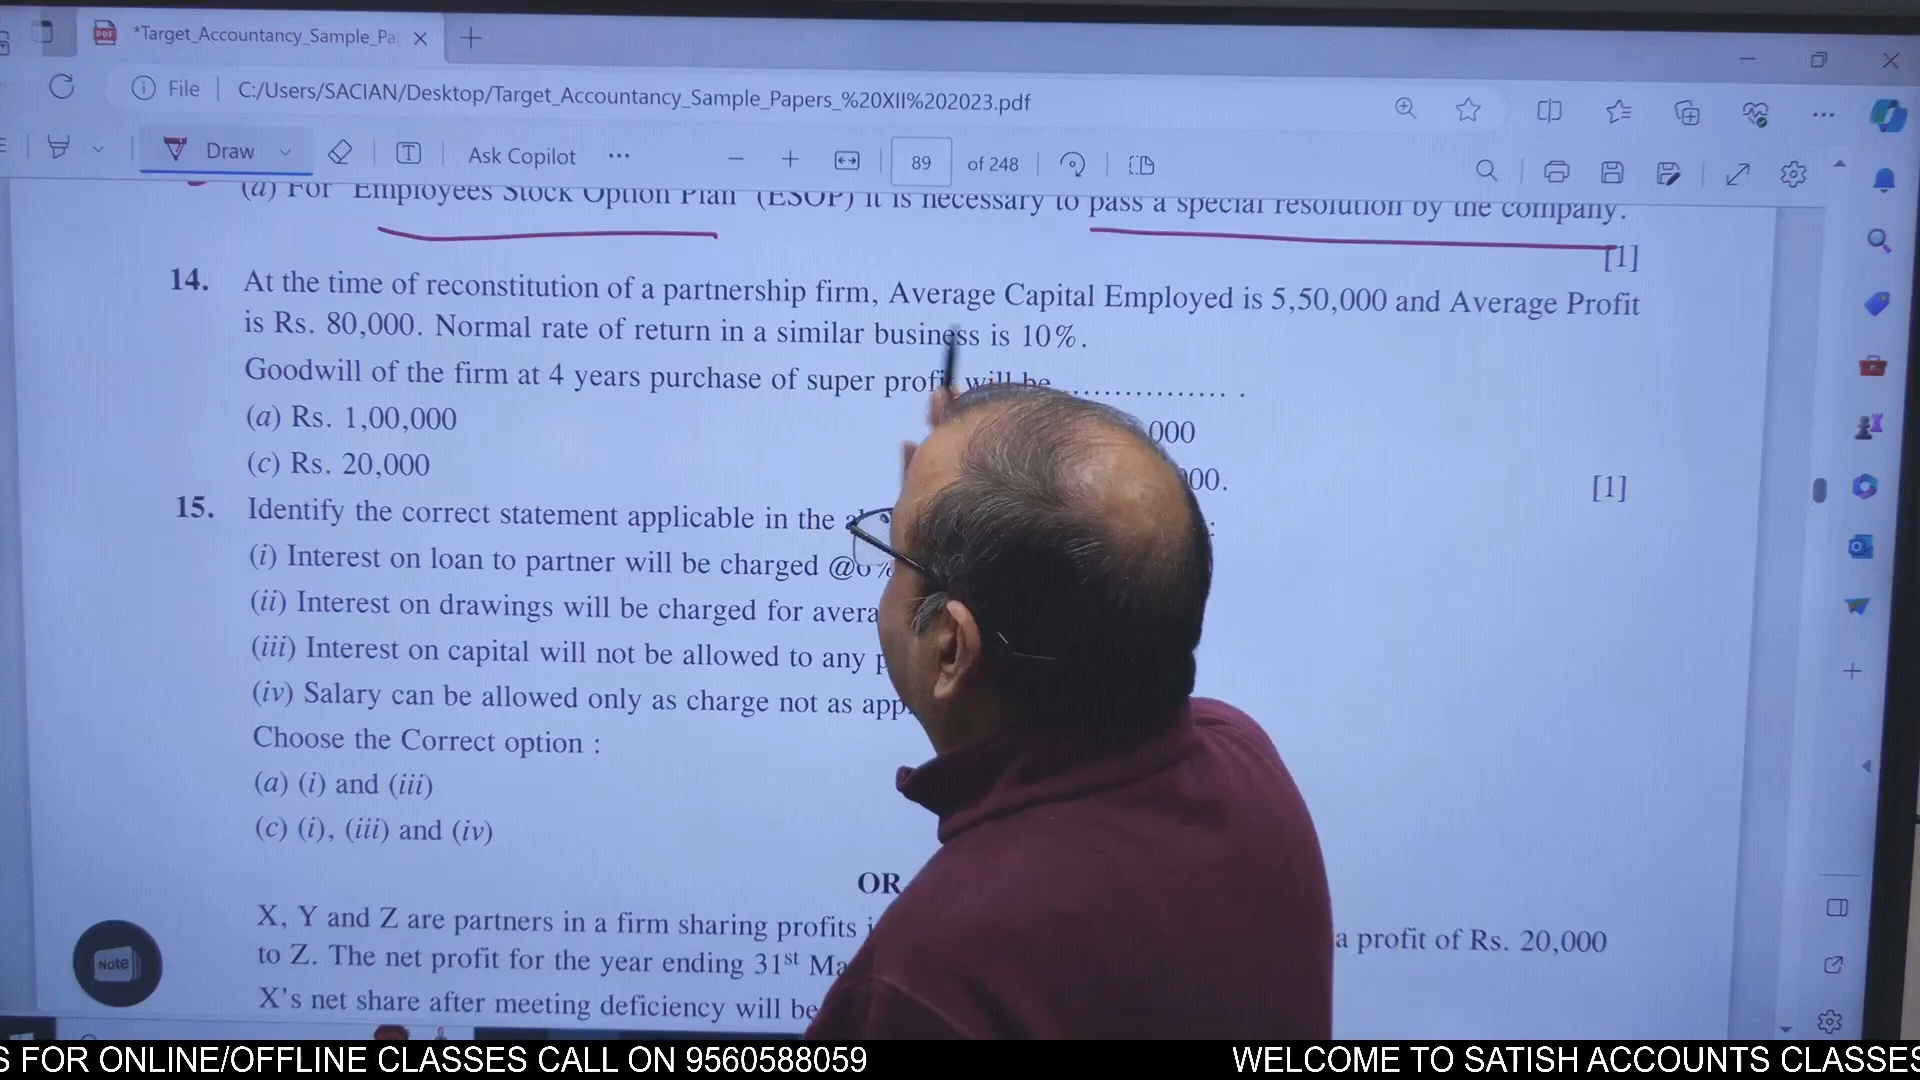 *Target_Accountancy_Sample_Pa
File C:/Users/SACIAN/Desktop/Target_Accountancy_Sample_Papers_%20XII%202023.pdf
Draw Ask Copilot 89 of 248
(a) For Employees Stock Option Plan (ESOP) it is necessary to pass a special resolution by the company.
[1]
14. At the time of reconstitution of a partnership firm, Average Capital Employed is 5,50,000 and Average Profit
is Rs. 80,000. Normal rate of return in a similar business is 10%.
Goodwill of the firm at 4 years purchase of super profit will be ................ .
(a) Rs. 1,00,000 000
(c) Rs. 20,000 00.
[1]
15. Identify the correct statement applicable in the
(i) Interest on loan to partner will be charged @6%
(ii) Interest on drawings will be charged for avera
(iii) Interest on capital will not be allowed to any p
(iv) Salary can be allowed only as charge not as app
Choose the Correct option :
(a) (i) and (iii)
(c) (i), (iii) and (iv)
OR
X, Y and Z are partners in a firm sharing profits a profit of Rs. 20,000
to Z. The net profit for the year ending 31st Ma
X's net share after meeting deficiency will be
Note
S FOR ONLINE/OFFLINE CLASSES CALL ON 9560588059 WELCOME TO SATISH ACCOUNTS CLASSES